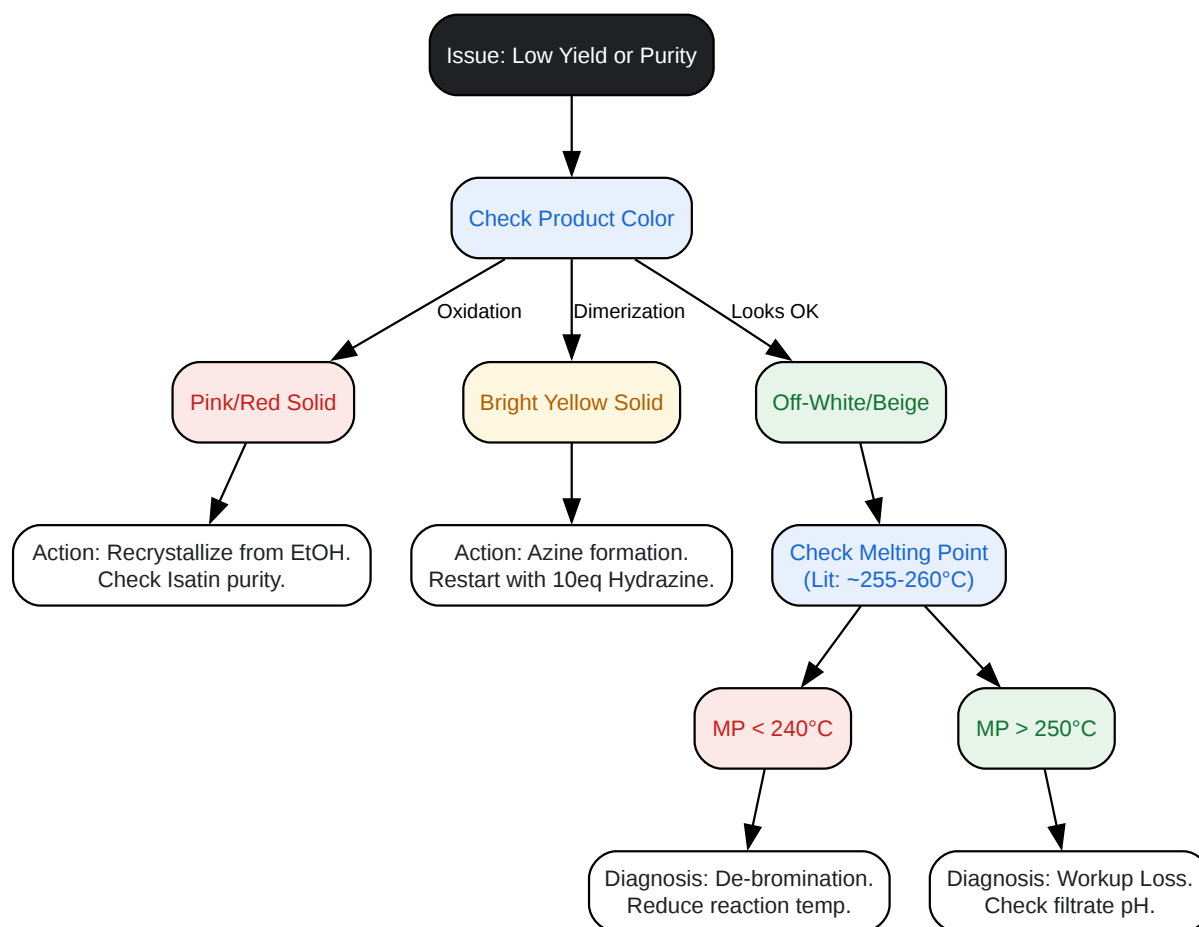 Issue: Low Yield or Purity
Check Product Color
Oxidation
Dimerization
Looks OK
Pink/Red Solid
Bright Yellow Solid
Off-White/Beige
Action: Recrystallize from EtOH.
Check Isatin purity.
Action: Azine formation.
Restart with 10eq Hydrazine.
Check Melting Point
(Lit: ~255-260°C)
MP < 240°C
MP > 250°C
Diagnosis: De-bromination.
Reduce reaction temp.
Diagnosis: Workup Loss.
Check filtrate pH.